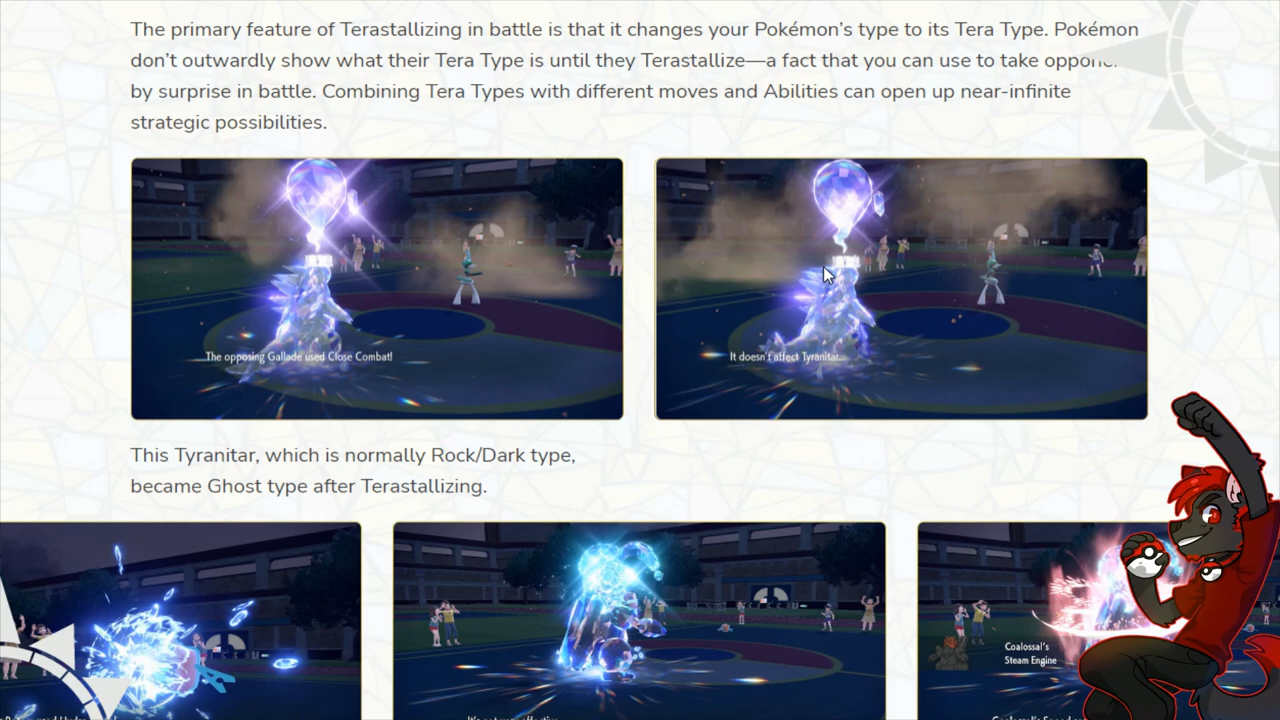 The primary feature of Terastallizing in battle is that it changes your Pokémon's type to its Tera Type. Pokémon
don't outwardly show what their Tera Type is until they Terastallize—a fact that you can use to take
by surprise in battle. Combining Tera Types with different moves and Abilities can open up near-infinite
strategic possibilities.
The opposing Gallade used Close Combat!
It doesn't affect Tyranitar...
This Tyranitar, which is normally Rock/Dark type,
became Ghost type after Terastallizing.
Coalossal's
Steam Engine